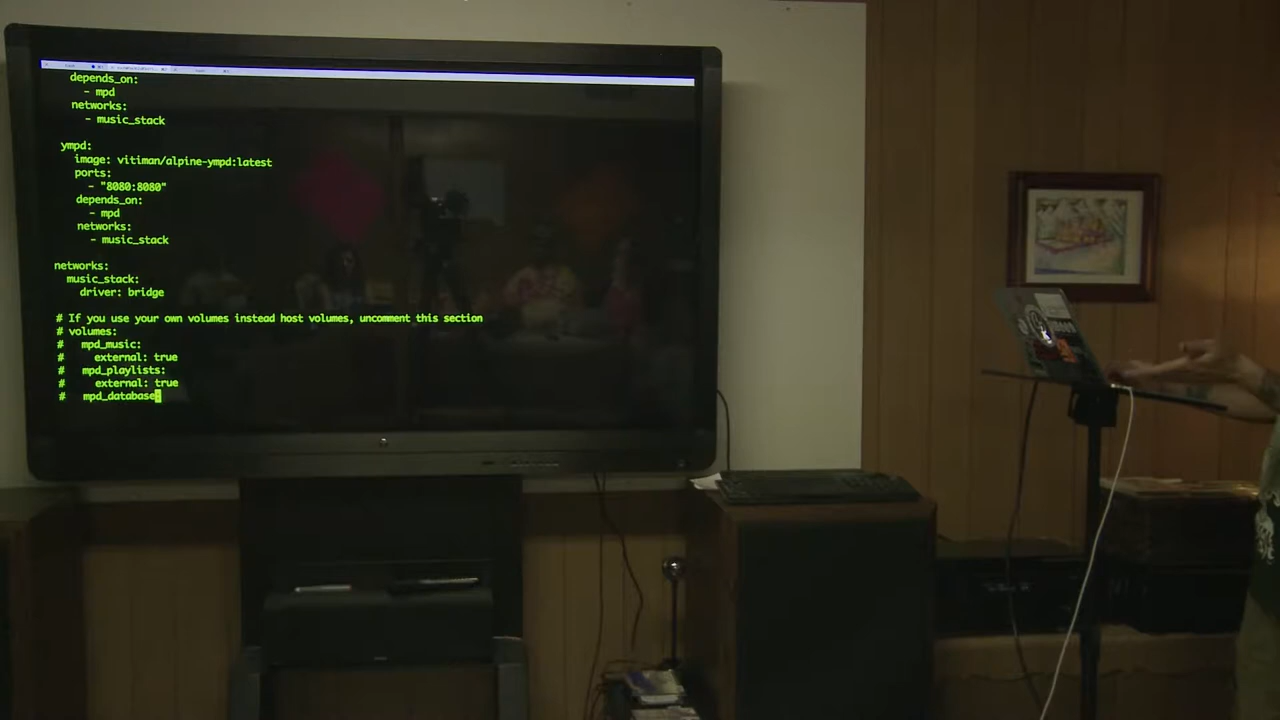 depends_on:
- mpd
networks:
- music_stack
ympd:
image: vitiman/alpine-ympd:latest
ports:
- "8080:8080"
depends_on:
- mpd
networks:
- music_stack
networks:
music_stack:
driver: bridge
# If you use your own volumes instead host volumes, uncomment this section
# volumes:
# mpd_music:
# external: true
# mpd_playlists:
# external: true
# mpd_database: